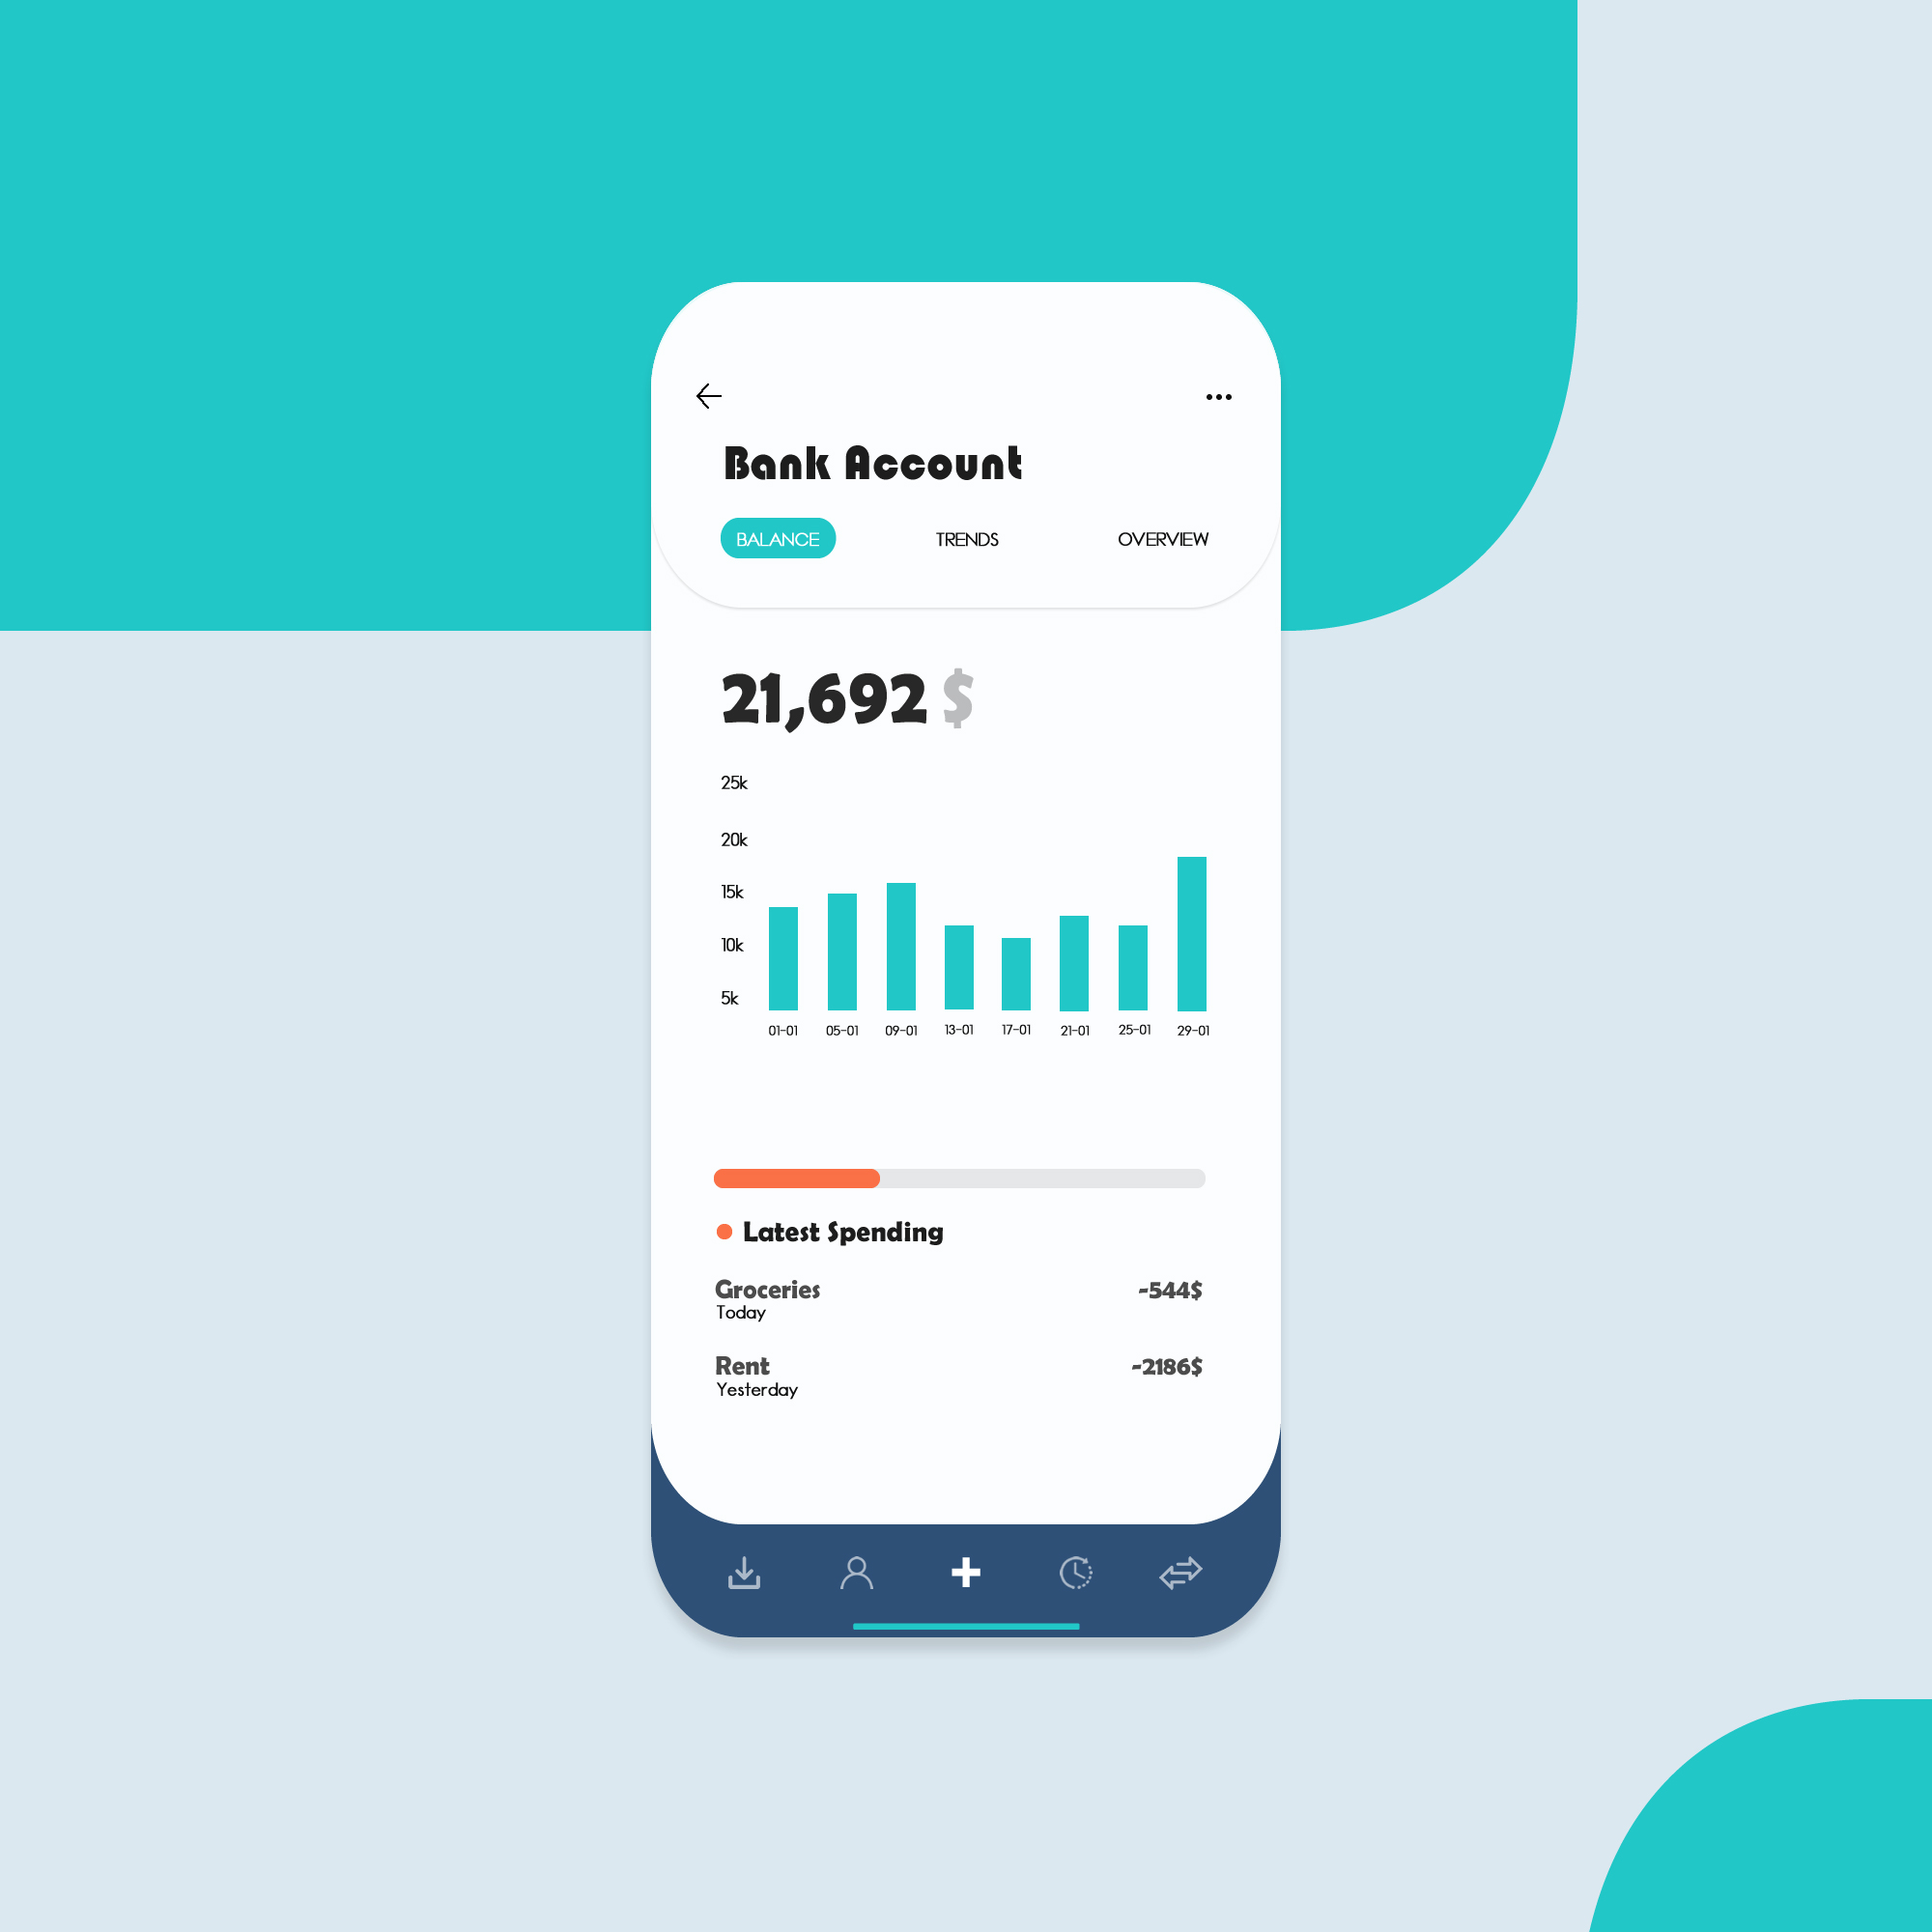 Bank Account
BALANCE TRENDS OVERVIEW
21,692 $
25k
20k
15k
10k
5k
01-01 05-01 09-01 13-01 17-01 21-01 25-01 29-01
Latest Spending
Groceries -544$
Today
Rent -2186$
Yesterday